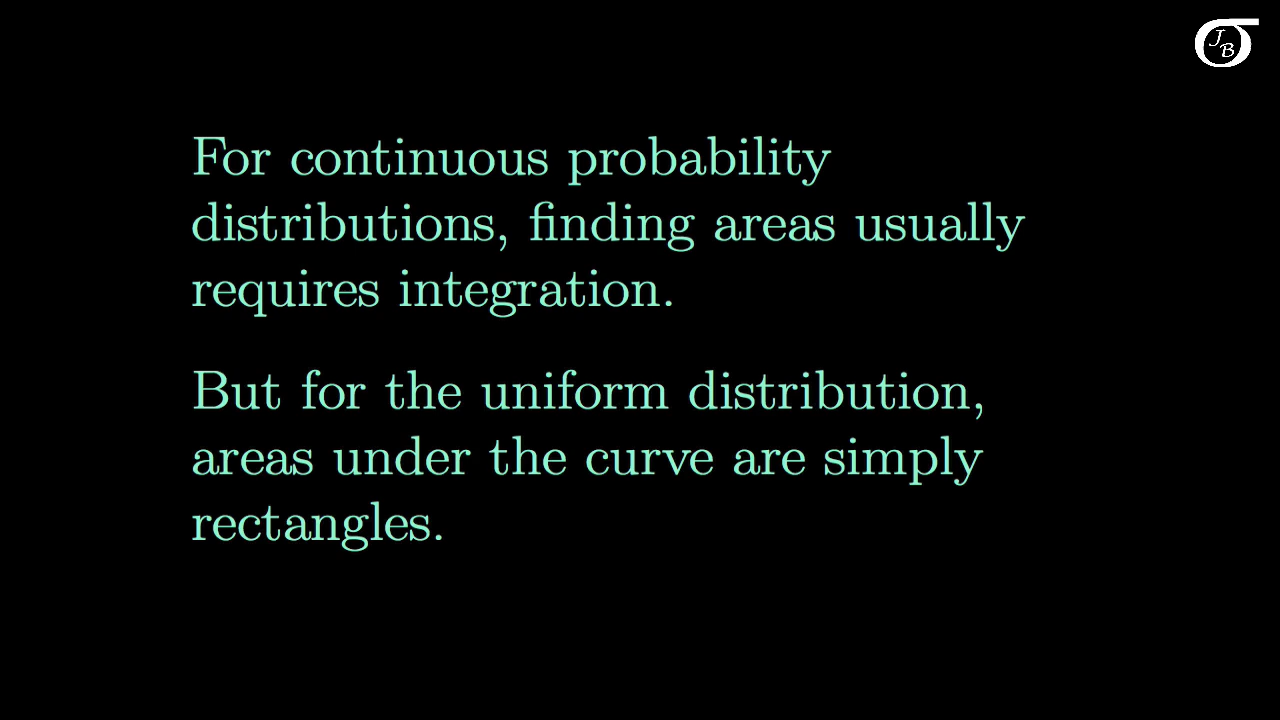 JB
For continuous probability
distributions, finding areas usually
requires integration.
But for the uniform distribution,
areas under the curve are simply
rectangles.